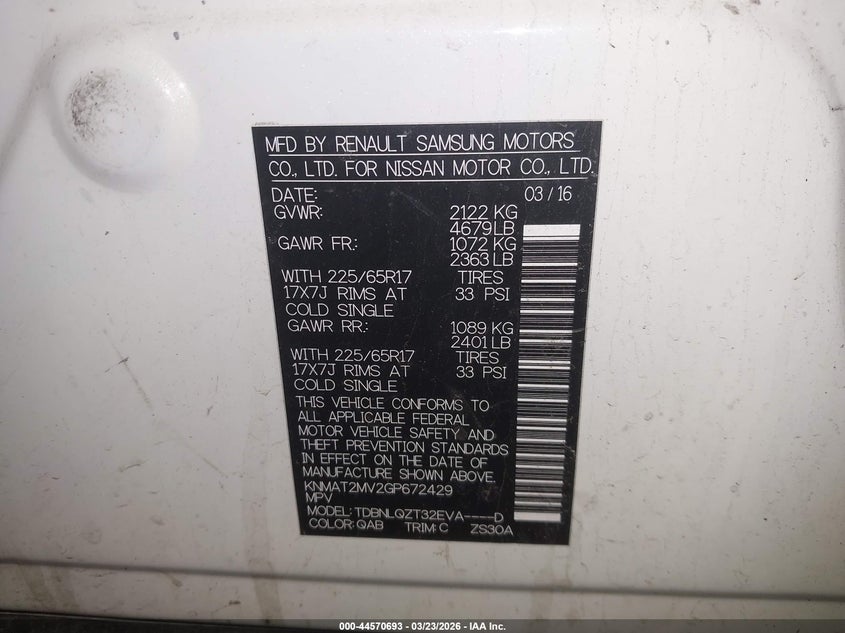 MFD BY RENAULT SAMSUNG MOTORS
CO., LTD. FOR NISSAN MOTOR CO., LTD.
DATE: 03 / 16
GVWR: 2122 KG
4679 LB
GAWR FR.: 1072 KG
2363 LB
WITH 225/65R17 TIRES
17X7J RIMS AT 33 PSI
COLD SINGLE
GAWR RR.: 1089 KG
2401 LB
WITH 225/65R17 TIRES
17X7J RIMS AT 33 PSI
COLD SINGLE
THIS VEHICLE CONFORMS TO
ALL APPLICABLE FEDERAL
MOTOR VEHICLE SAFETY AND
THEFT PREVENTION STANDARDS
IN EFFECT ON THE DATE OF
MANUFACTURE SHOWN ABOVE.
KNMAT2MV2GP672429
MPV
MODEL: TDBNLQZT32EVA----D
COLOR: QAB TRIM: C ZS30A
000-44570693 - 03/23/2026 - IAA Inc.